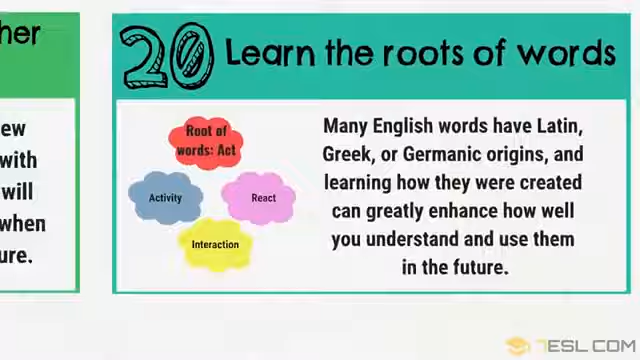 her
ew
with
will
when
ure.
20 Learn the roots of words
Root of
words: Act
Activity
React
Interaction
Many English words have Latin,
Greek, or Germanic origins, and
learning how they were created
can greatly enhance how well
you understand and use them
in the future.
7ESL.COM